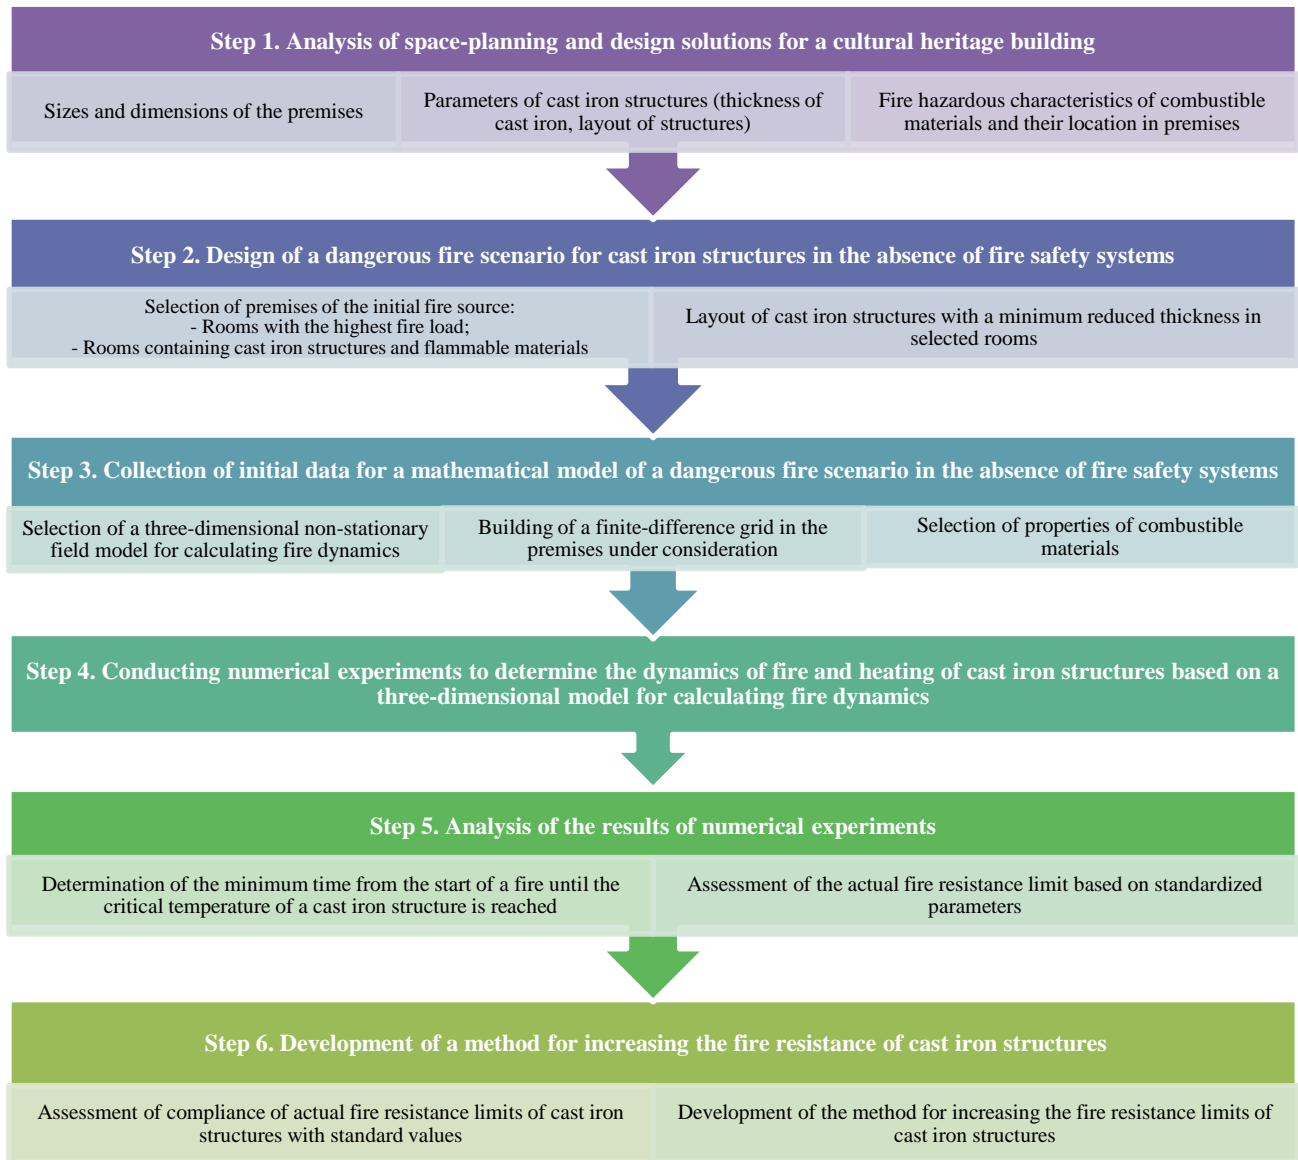 Step 1. Analysis of space-planning and design solutions for a cultural heritage building
Sizes and dimensions of the premises
Parameters of cast iron structures (thickness of
cast iron, layout of structures)
Fire hazardous characteristics of combustible
materials and their location in premises
Step 2. Design of a dangerous fire scenario for cast iron structures in the absence of fire safety systems
Selection of premises of the initial fire source:
- Rooms with the highest fire load;
- Rooms containing cast iron structures and flammable materials
Layout of cast iron structures with a minimum reduced thickness in
selected rooms
Step 3. Collection of initial data for a mathematical model of a dangerous fire scenario in the absence of fire safety systems
Selection of a three-dimensional non-stationary
field model for calculating fire dynamics
Building of a finite-difference grid in the
premises under consideration
Selection of properties of combustible
materials
Step 4. Conducting numerical experiments to determine the dynamics of fire and heating of cast iron structures based on a
three-dimensional model for calculating fire dynamics
Step 5. Analysis of the results of numerical experiments
Determination of the minimum time from the start of a fire until the
critical temperature of a cast iron structure is reached
Assessment of the actual fire resistance limit based on standardized
parameters
Step 6. Development of a method for increasing the fire resistance of cast iron structures
Assessment of compliance of actual fire resistance limits of cast iron
structures with standard values
Development of the method for increasing the fire resistance limits of
cast iron structures